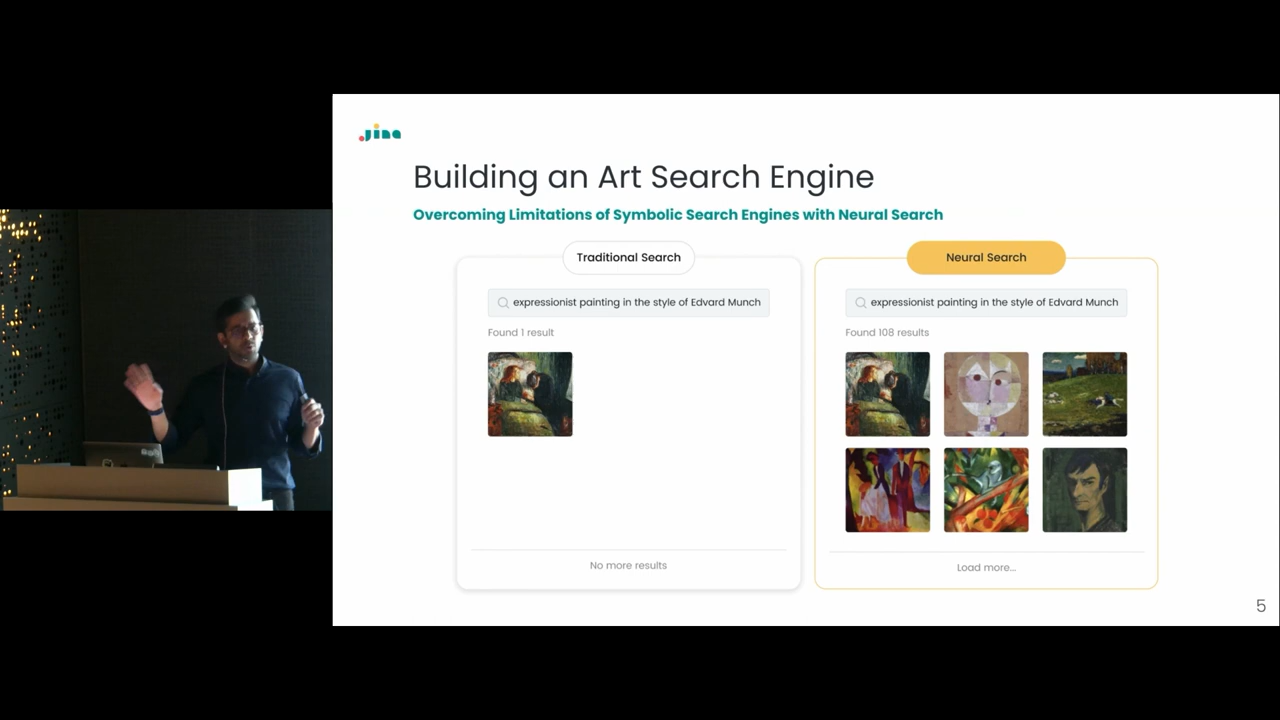 Jina
Building an Art Search Engine
Overcoming Limitations of Symbolic Search Engines with Neural Search
Traditional Search
expressionist painting in the style of Edvard Munch
Found 1 result
No more results
Neural Search
expressionist painting in the style of Edvard Munch
Found 108 results
Load more...
5